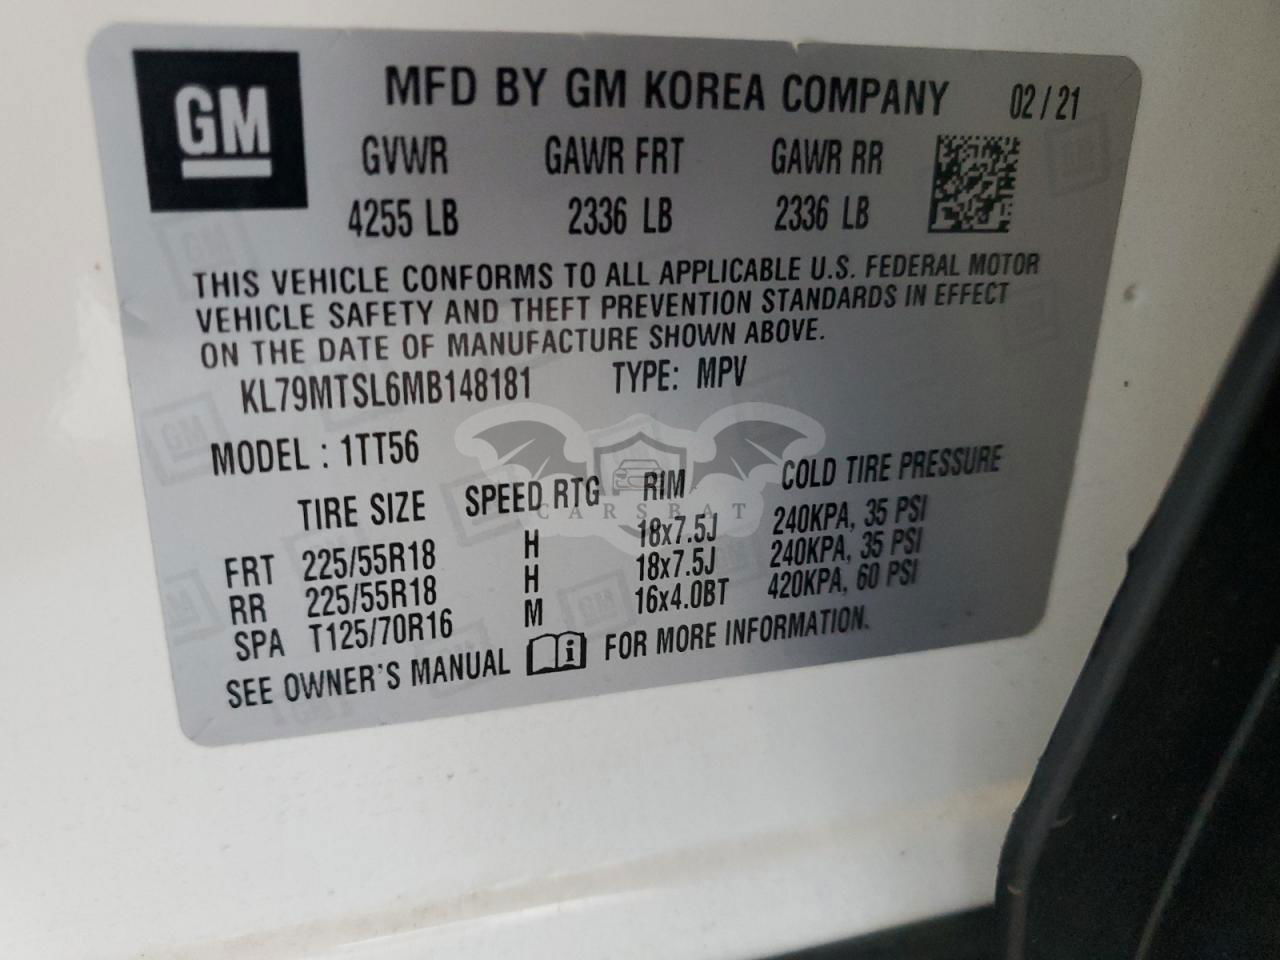 GM
MFD BY GM KOREA COMPANY 02/21
GVWR GAWR FRT GAWR RR
4255 LB 2336 LB 2336 LB
THIS VEHICLE CONFORMS TO ALL APPLICABLE U.S. FEDERAL MOTOR
VEHICLE SAFETY AND THEFT PREVENTION STANDARDS IN EFFECT
ON THE DATE OF MANUFACTURE SHOWN ABOVE.
KL79MTSL6MB148181 TYPE: MPV
MODEL : 1TT56
TIRE SIZE SPEED RTG RIM COLD TIRE PRESSURE
FRT 225/55R18 H 18x7.5J 240KPA, 35 PSI
RR 225/55R18 H 18x7.5J 240KPA, 35 PSI
SPA T125/70R16 M 16x4.0BT 420KPA, 60 PSI
SEE OWNER'S MANUAL i FOR MORE INFORMATION.
CARSBAT